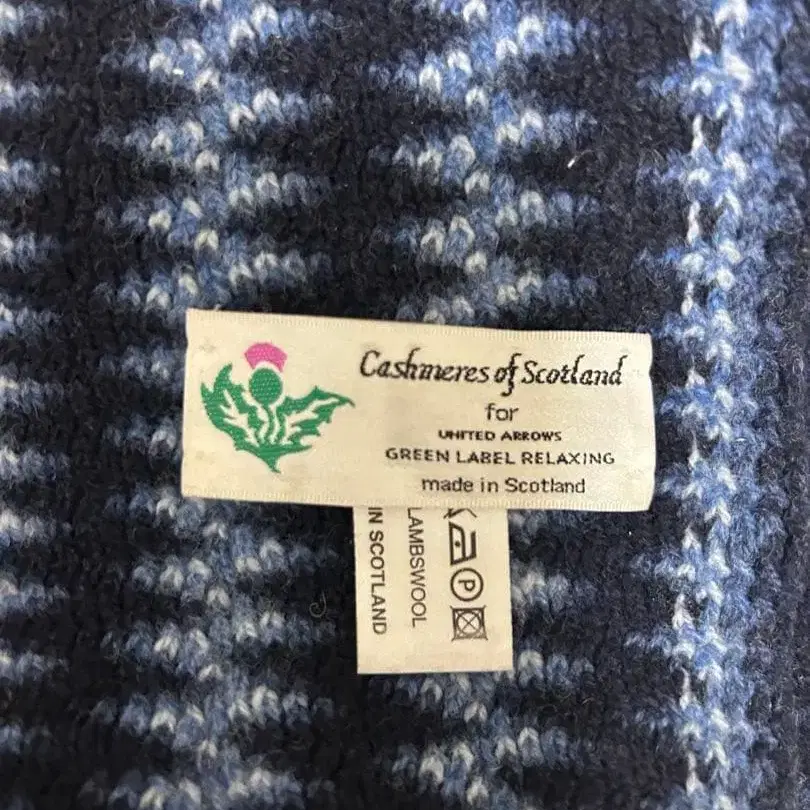 Cashmeres of Scotland
for
UNITED ARROWS
GREEN LABEL RELAXING
made in Scotland
IN SCOTLAND
LAMBSWOOL
P